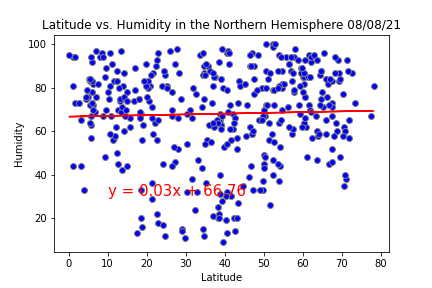 Latitude vs. Humidity in the Northern Hemisphere 08/08/21
100
80
60
40
20
Humidity
y = 0.03x + 66.76
0 10 20 30 40 50 60 70 80
Latitude